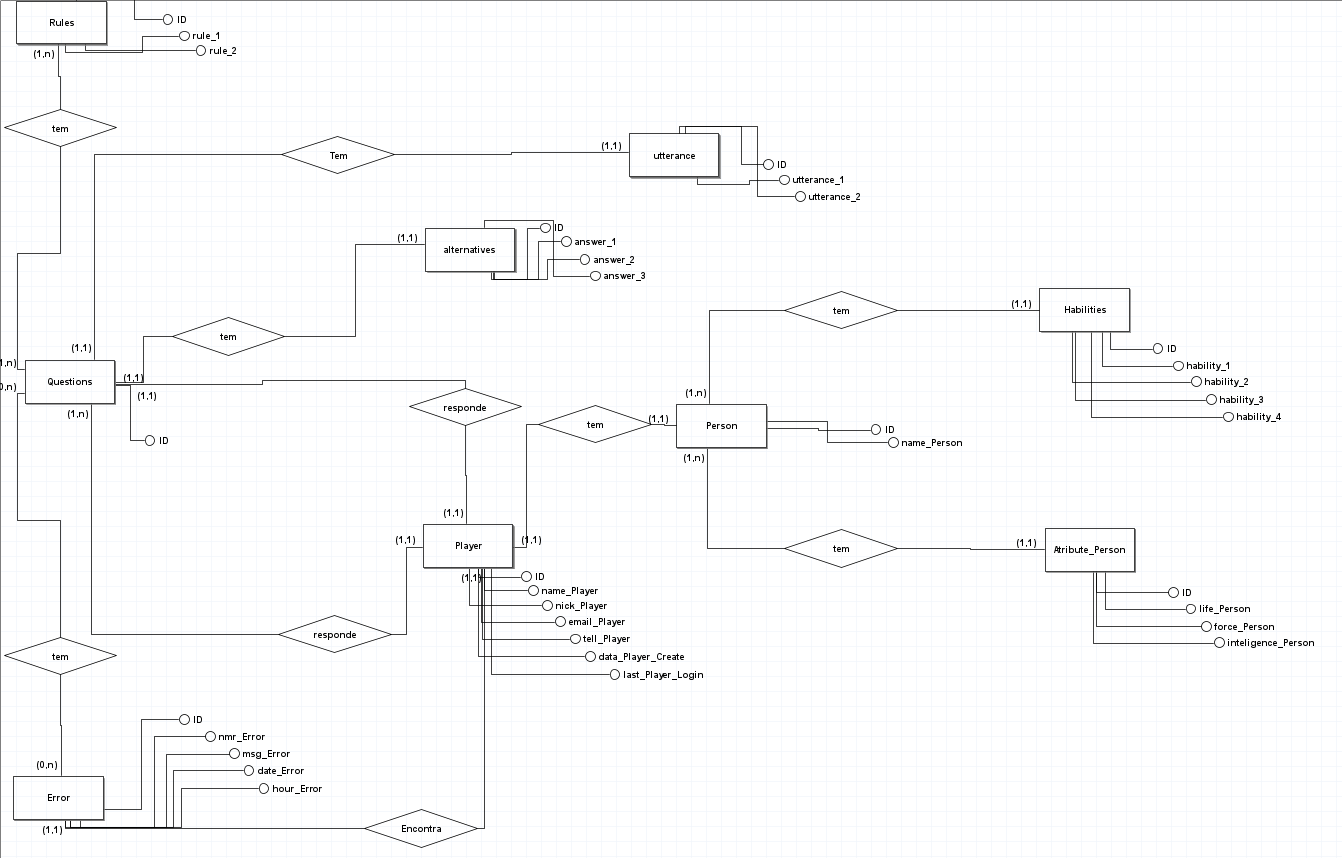 Rules
ID
rule_1
rule_2
(1,n)
tem
Tem
(1,1)
utterance
ID
utterance_1
utterance_2
(1,1)
alternatives
ID
answer_1
answer_2
answer_3
tem
(1,1)
tem
(1,1)
Habilities
ID
hability_1
hability_2
hability_3
hability_4
1,n)
Questions
(1,1)
(1,1)
0,n)
(1,n)
ID
responde
tem
(1,1)
(1,n)
Person
ID
name_Person
(1,n)
(1,1)
Player
(1,1)
(1,1)
(1,1)
ID
name_Player
nick_Player
email_Player
tell_Player
data_Player_Create
last_Player_Login
tem
(1,1)
Atribute_Person
ID
life_Person
force_Person
inteligence_Person
responde
tem
(0,n)
Error
ID
nmr_Error
msg_Error
date_Error
hour_Error
(1,1)
Encontra